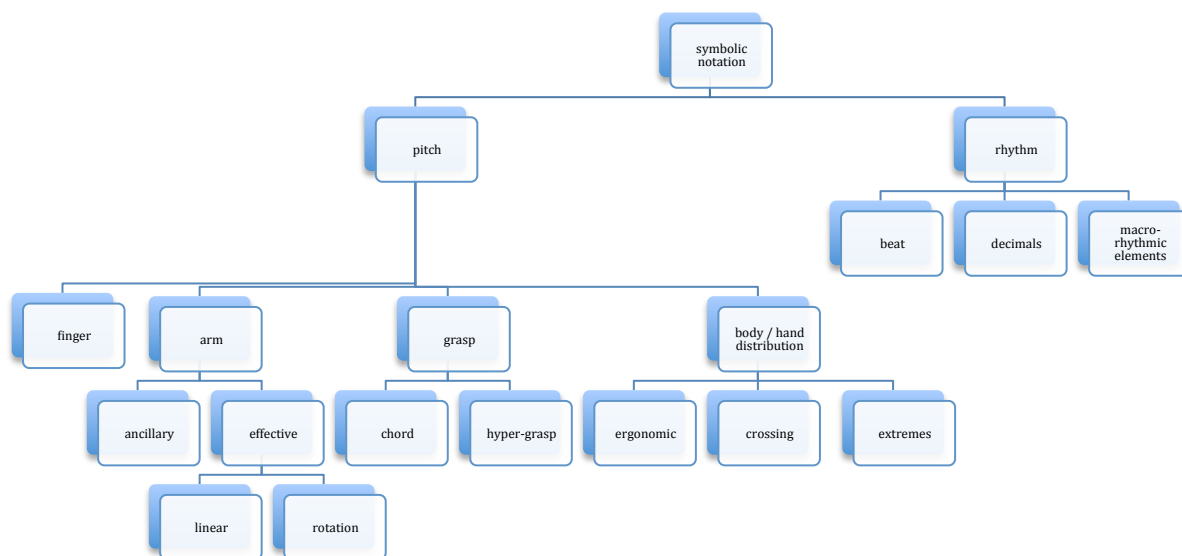 symbolic
notation
pitch
rhythm
beat
decimals
macro-
rhythmic
elements
finger
arm
grasp
body / hand
distribution
ancillary
effective
chord
hyper-grasp
ergonomic
crossing
extremes
linear
rotation